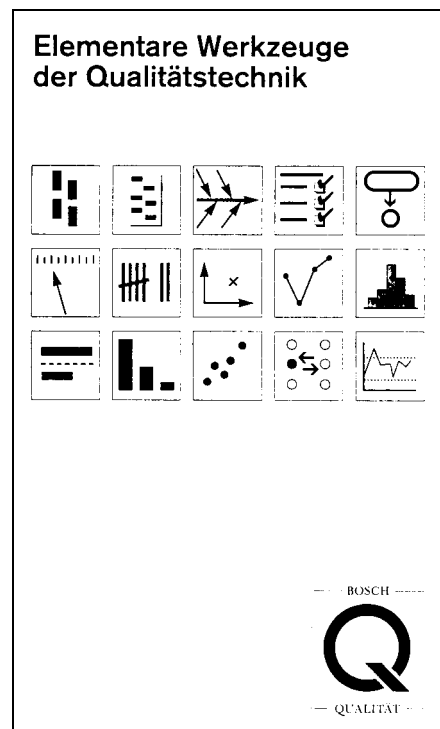 Elementare Werkzeuge
der Qualitätstechnik
BOSCH
Q
QUALITÄT